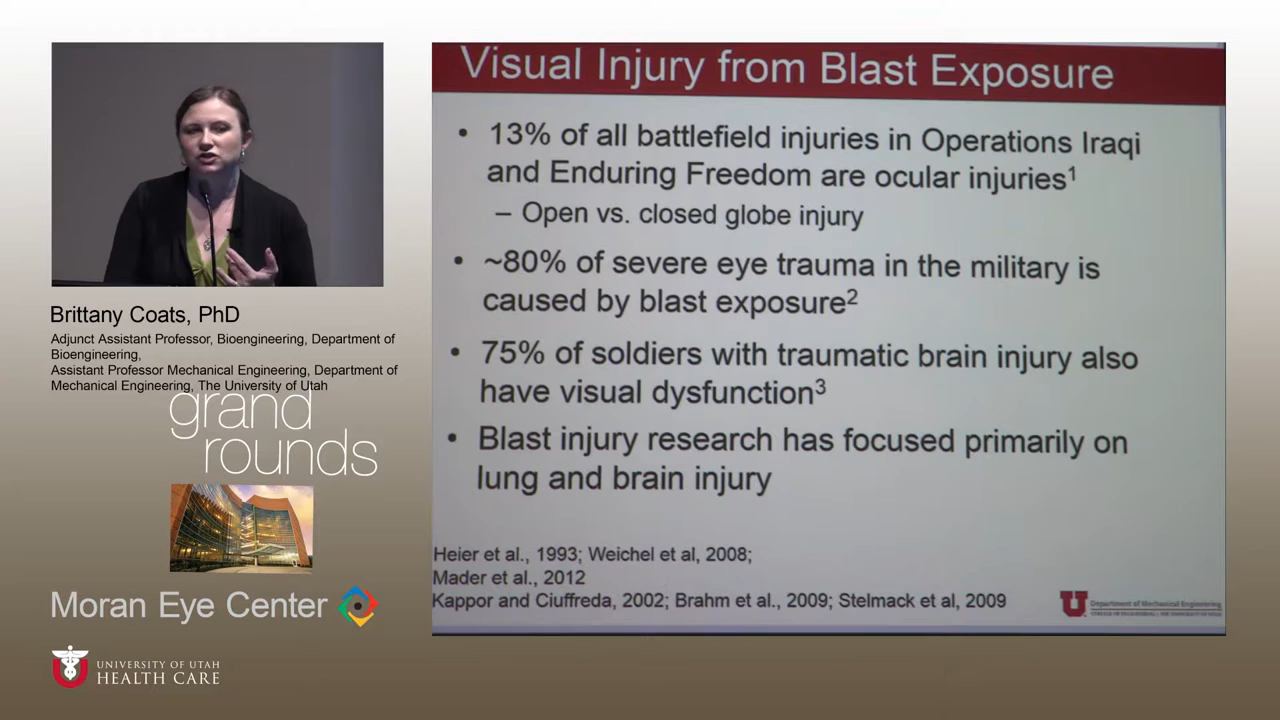 Visual Injury from Blast Exposure
• 13% of all battlefield injuries in Operations Iraqi
and Enduring Freedom are ocular injuries1
– Open vs. closed globe injury
• ~80% of severe eye trauma in the military is
caused by blast exposure2
• 75% of soldiers with traumatic brain injury also
have visual dysfunction3
• Blast injury research has focused primarily on
lung and brain injury
Heier et al., 1993; Weichel et al, 2008;
Mader et al., 2012
Kappor and Ciuffreda, 2002; Brahm et al., 2009; Stelmack et al, 2009
U
Department of Mechanical Engineering
Brittany Coats, PhD
Adjunct Assistant Professor, Bioengineering, Department of
Bioengineering,
Assistant Professor Mechanical Engineering, Department of
Mechanical Engineering, The University of Utah
grand
rounds
Moran Eye Center
UNIVERSITY OF UTAH
HEALTH CARE